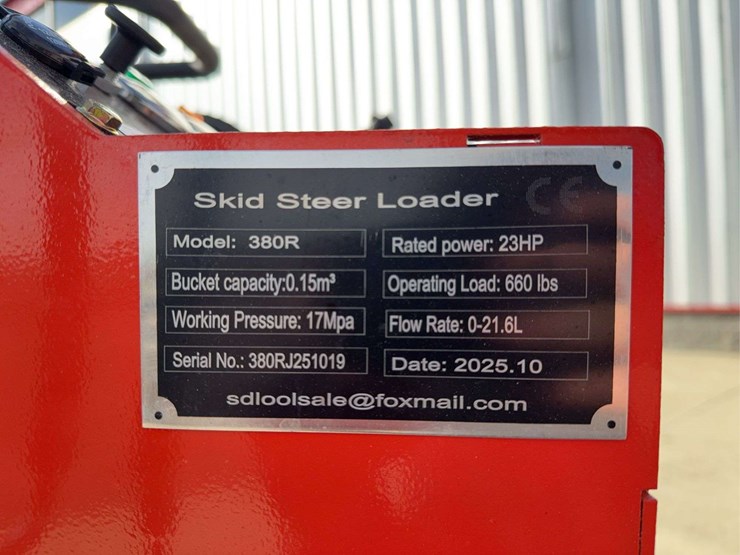 Skid Steer Loader CE
Model: 380R
Rated power: 23HP
Bucket capacity:0.15m³
Operating Load: 660 lbs
Working Pressure: 17Mpa
Flow Rate: 0-21.6L
Serial No.: 380RJ251019
Date: 2025.10
sdloolsale@foxmail.com